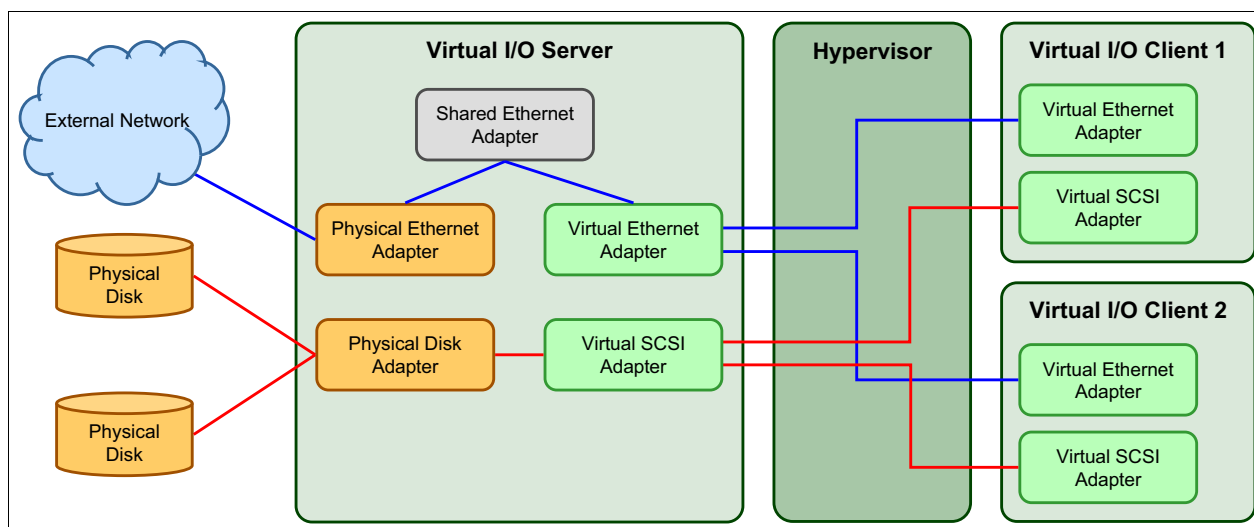 External Network
Physical
Disk
Physical
Disk
Virtual I/O Server
Shared Ethernet
Adapter
Physical Ethernet
Adapter
Virtual Ethernet
Adapter
Physical Disk
Adapter
Virtual SCSI
Adapter
Hypervisor
Virtual I/O Client 1
Virtual Ethernet
Adapter
Virtual SCSI
Adapter
Virtual I/O Client 2
Virtual Ethernet
Adapter
Virtual SCSI
Adapter